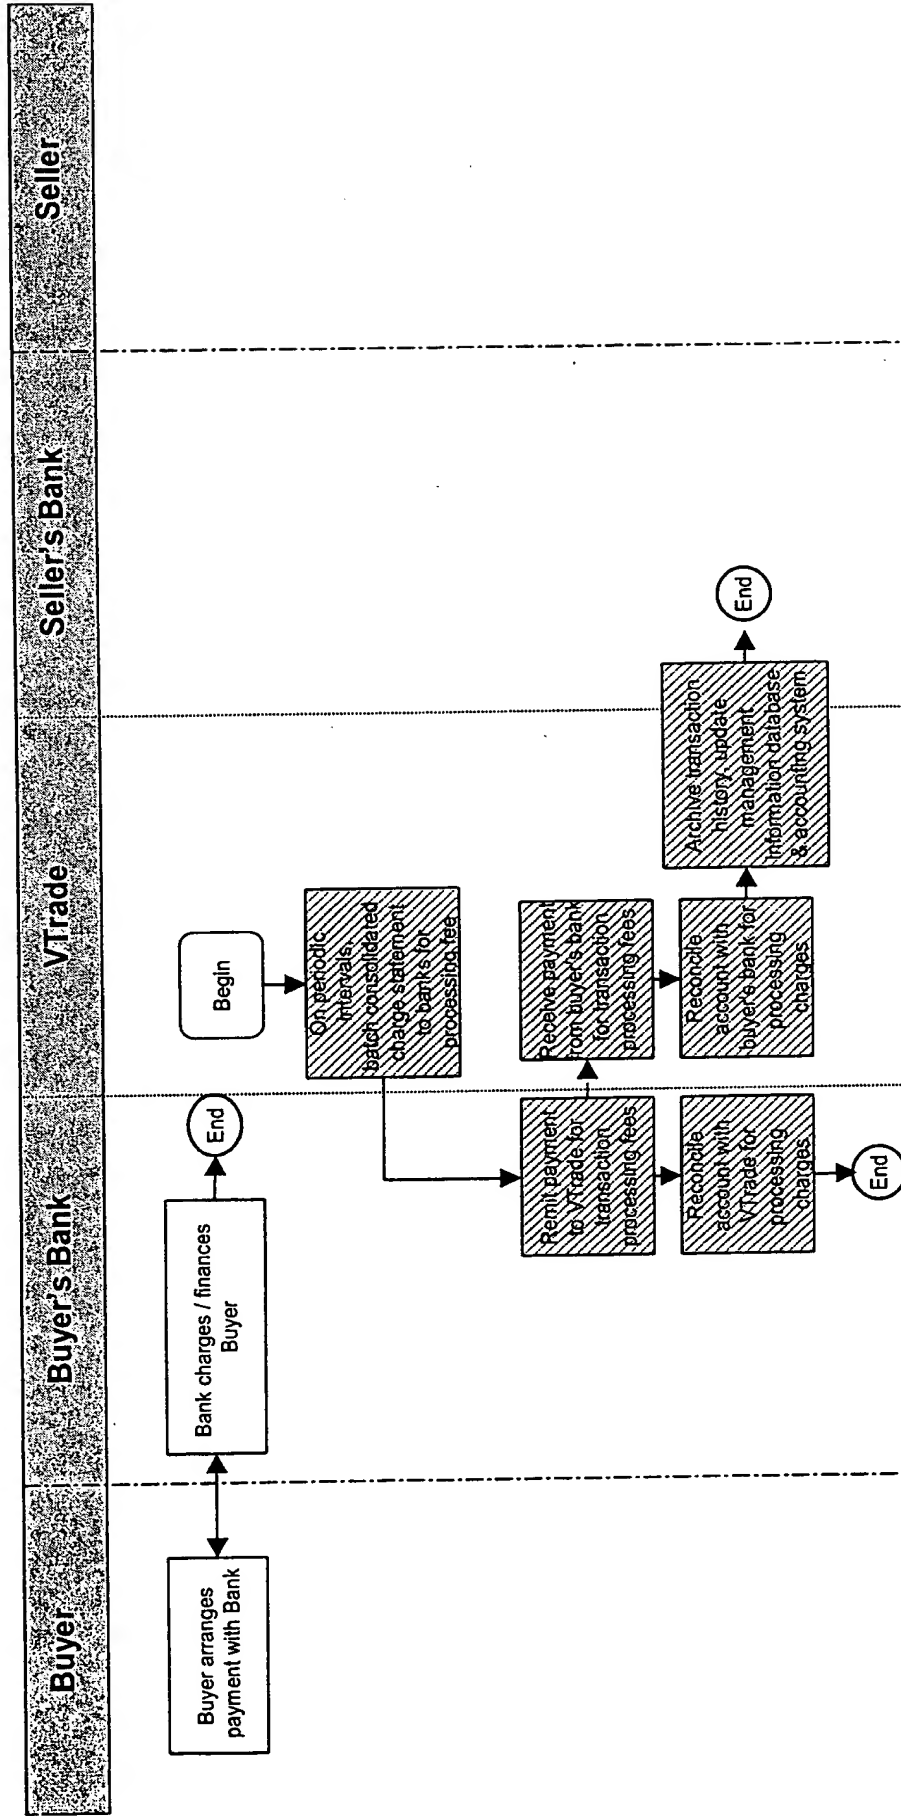 Buyer
Buyer's Bank
VTrade
Seller's Bank
Seller
Buyer arranges
payment with Bank
Bank charges / finances
Buyer
End
Begin
On periodic
intervals,
batch consolidated
charge statement
to banks for
processing fee
Remit payment
to VTrade for
transaction
processing fees
Receive payment
from buyer's bank
for transaction
processing fees
Reconcile
account with
VTrade for
processing
charges
End
Reconcile
account with
buyer's bank for
processing
charges
Archive transaction
history, update
management
Information database
& accounting system
End